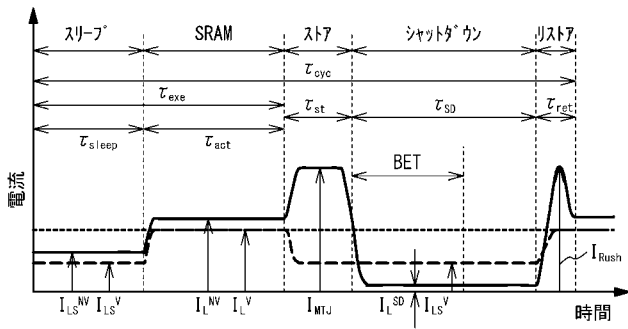 スリープ SRAM ストア シャットダウン リストア
τcyc
τexe τst τSD τret
τsleep τact
BET
電流
IRush
ILS^NV ILS^V IL^NV IL^V IMTJ IL^SD ILS^V
時間